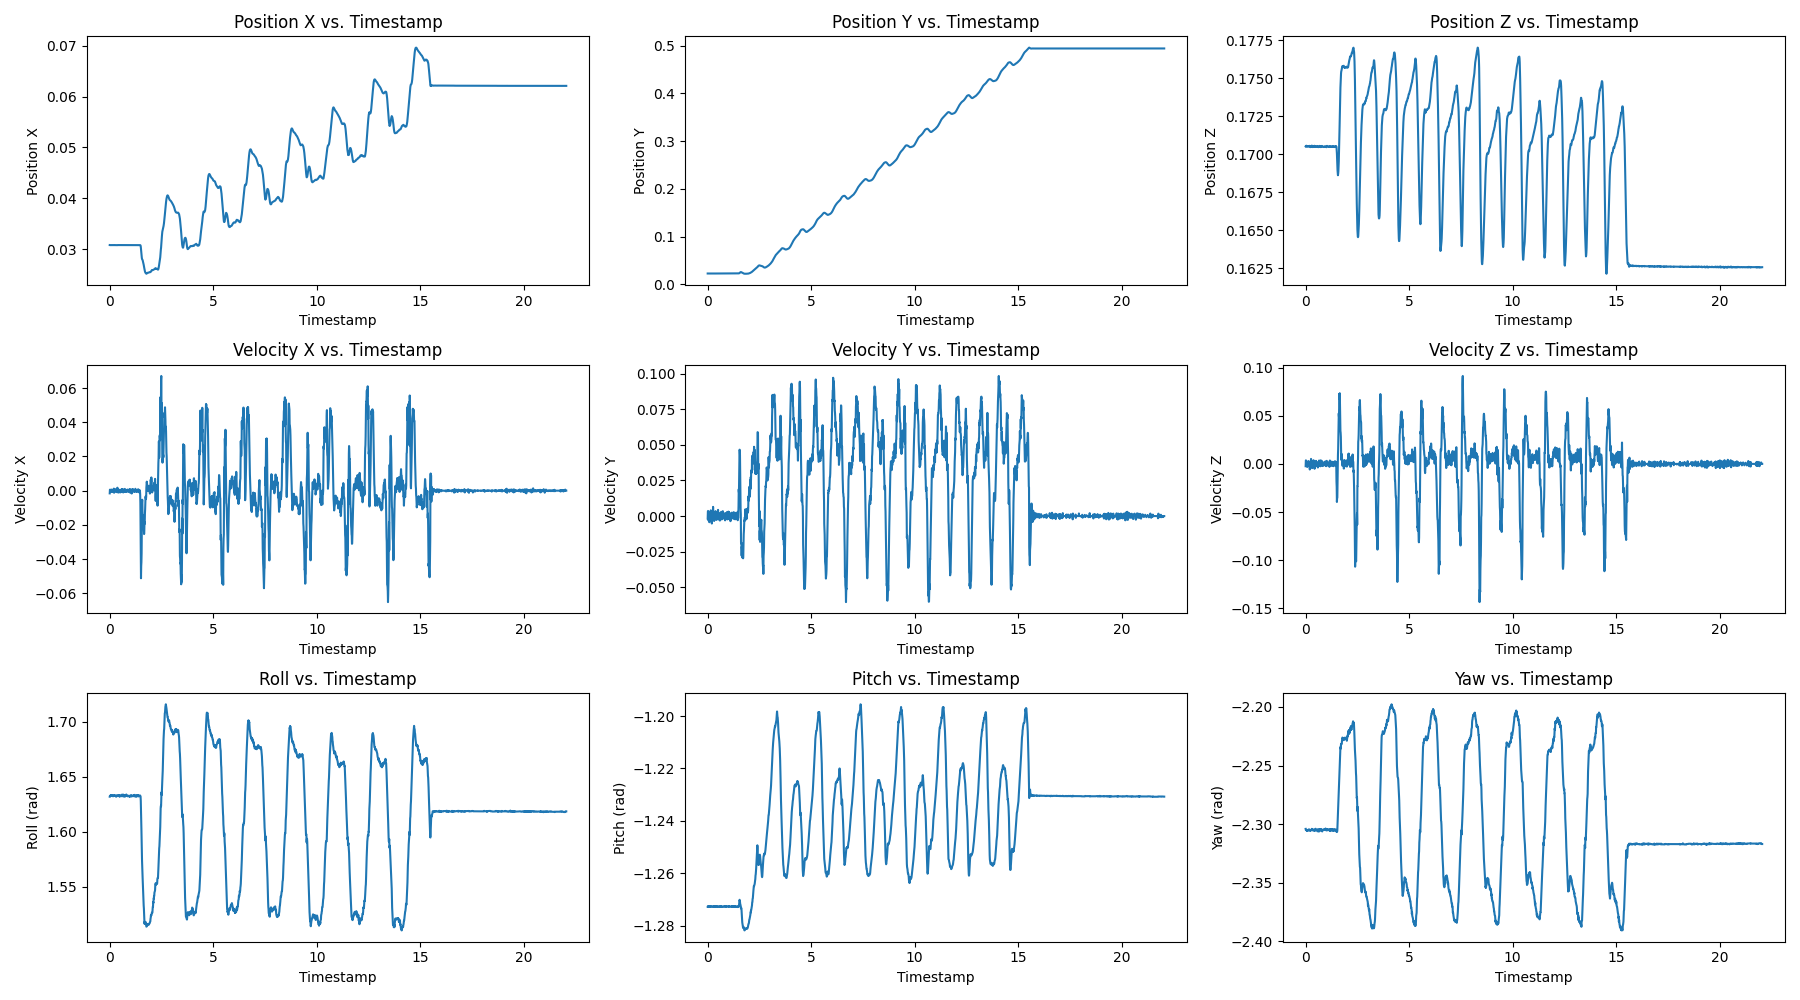 Position X vs. Timestamp
Position X
0.07
0.06
0.05
0.04
0.03
0 5 10 15 20
Timestamp
Position Y vs. Timestamp
Position Y
0.5
0.4
0.3
0.2
0.1
0.0
0 5 10 15 20
Timestamp
Position Z vs. Timestamp
Position Z
0.1775
0.1750
0.1725
0.1700
0.1675
0.1650
0.1625
0 5 10 15 20
Timestamp
Velocity X vs. Timestamp
Velocity X
0.06
0.04
0.02
0.00
−0.02
−0.04
−0.06
0 5 10 15 20
Timestamp
Velocity Y vs. Timestamp
Velocity Y
0.100
0.075
0.050
0.025
0.000
−0.025
−0.050
0 5 10 15 20
Timestamp
Velocity Z vs. Timestamp
Velocity Z
0.10
0.05
0.00
−0.05
−0.10
−0.15
0 5 10 15 20
Timestamp
Roll vs. Timestamp
Roll (rad)
1.70
1.65
1.60
1.55
0 5 10 15 20
Timestamp
Pitch vs. Timestamp
Pitch (rad)
−1.20
−1.22
−1.24
−1.26
−1.28
0 5 10 15 20
Timestamp
Yaw vs. Timestamp
Yaw (rad)
−2.20
−2.25
−2.30
−2.35
−2.40
0 5 10 15 20
Timestamp